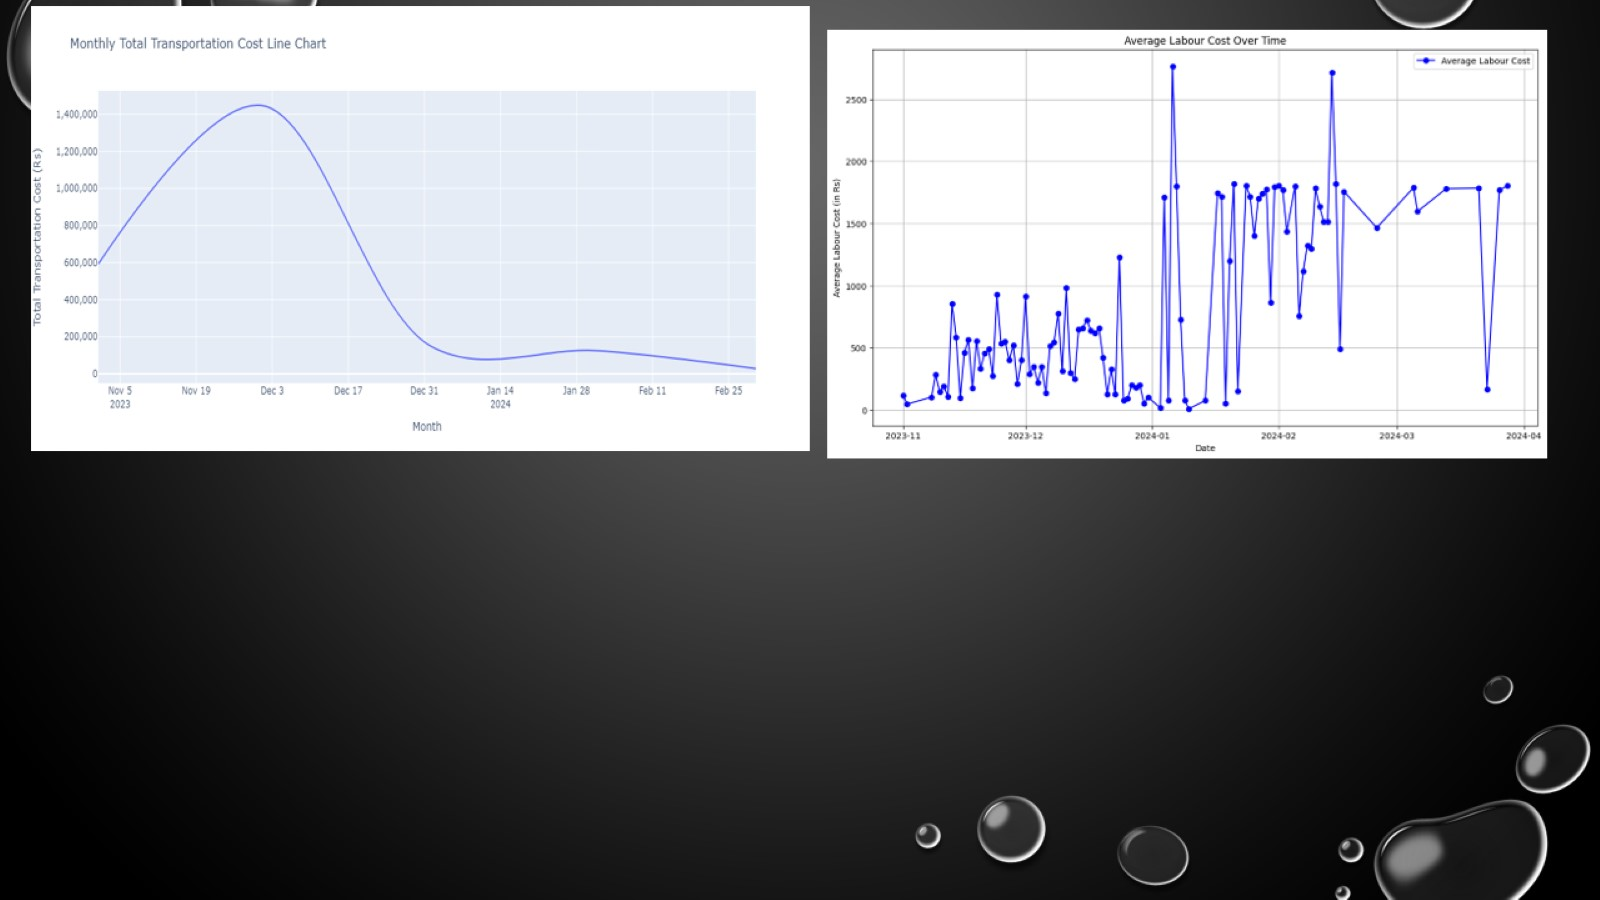 Monthly Total Transportation Cost Line Chart
Total Transportation Cost (Rs)
1,400,000
1,200,000
1,000,000
800,000
600,000
400,000
200,000
0
Nov 5 Nov 19 Dec 3 Dec 17 Dec 31 Jan 14 Jan 28 Feb 11 Feb 25
2023 2024
Month
Average Labour Cost Over Time
Average Labour Cost
Average Labour Cost (in Rs)
2500
2000
1500
1000
500
0
2023-11 2023-12 2024-01 2024-02 2024-03 2024-04
Date